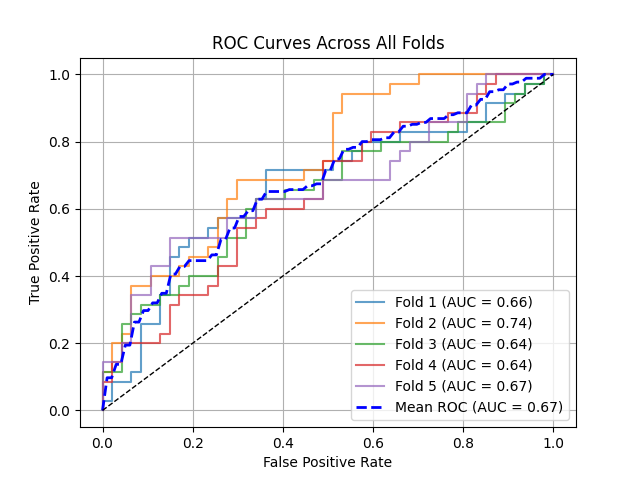 ROC Curves Across All Folds
True Positive Rate
1.0
0.8
0.6
0.4
0.2
0.0
Fold 1 (AUC = 0.66)
Fold 2 (AUC = 0.74)
Fold 3 (AUC = 0.64)
Fold 4 (AUC = 0.64)
Fold 5 (AUC = 0.67)
Mean ROC (AUC = 0.67)
0.0 0.2 0.4 0.6 0.8 1.0
False Positive Rate